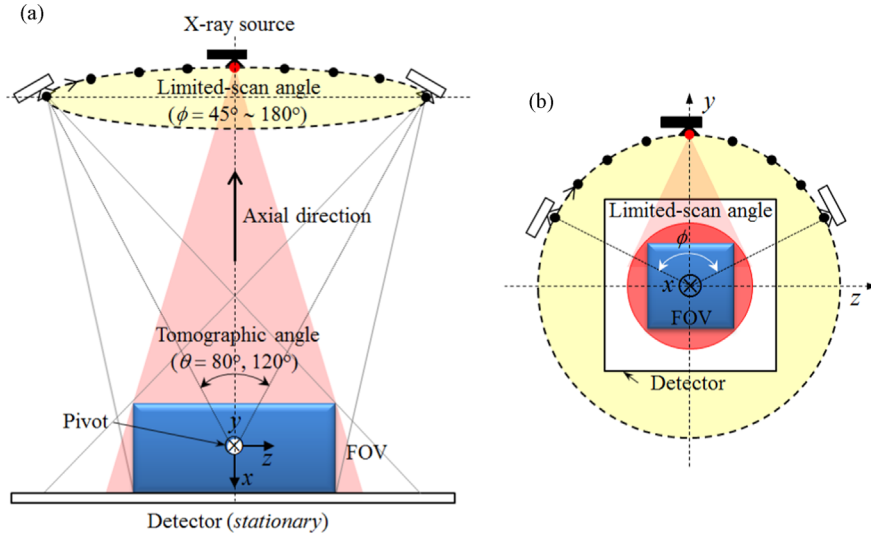 (a)
X-ray source
Limited-scan angle
(ϕ = 45° ~ 180°)
Axial direction
Tomographic angle
(θ = 80°, 120°)
Pivot
y
z
x
FOV
Detector (stationary)
(b)
y
Limited-scan angle
ϕ
x
z
FOV
Detector